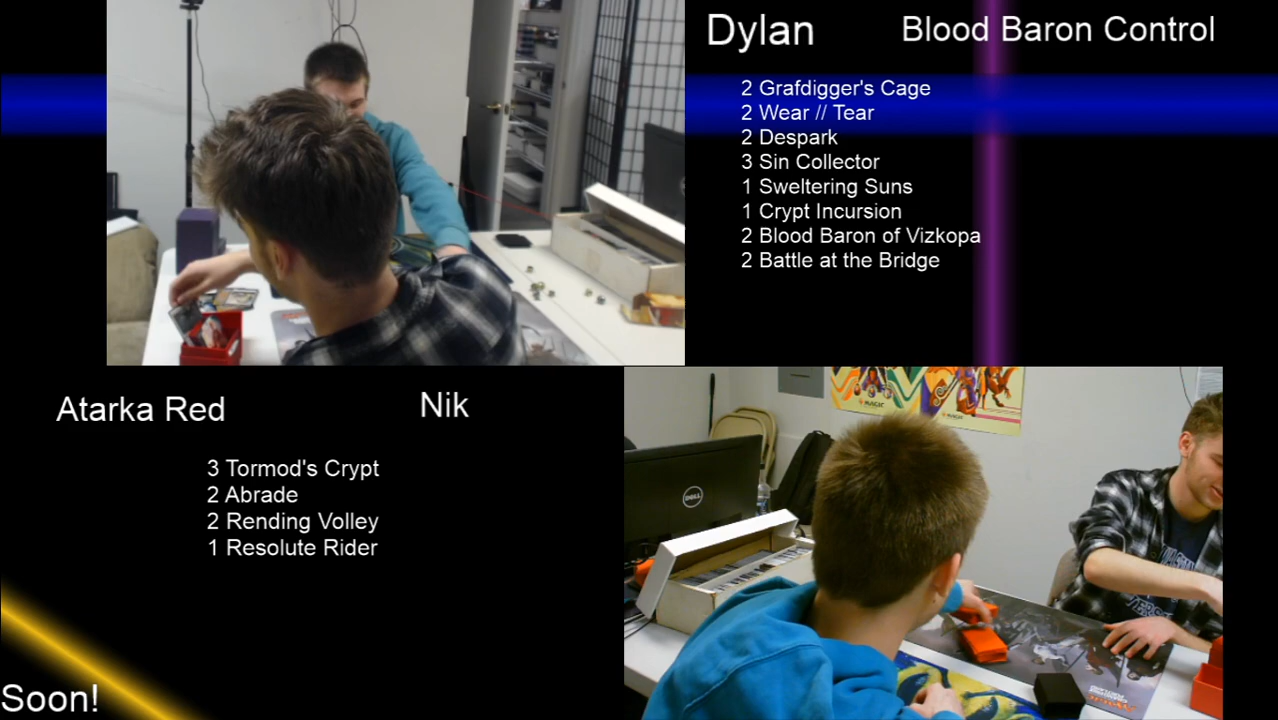 Dylan
Blood Baron Control
2 Grafdigger's Cage
2 Wear // Tear
2 Despark
3 Sin Collector
1 Sweltering Suns
1 Crypt Incursion
2 Blood Baron of Vizkopa
2 Battle at the Bridge
Atarka Red
Nik
3 Tormod's Crypt
2 Abrade
2 Rending Volley
1 Resolute Rider
Soon!
MAGIC
MAGIC
DELL